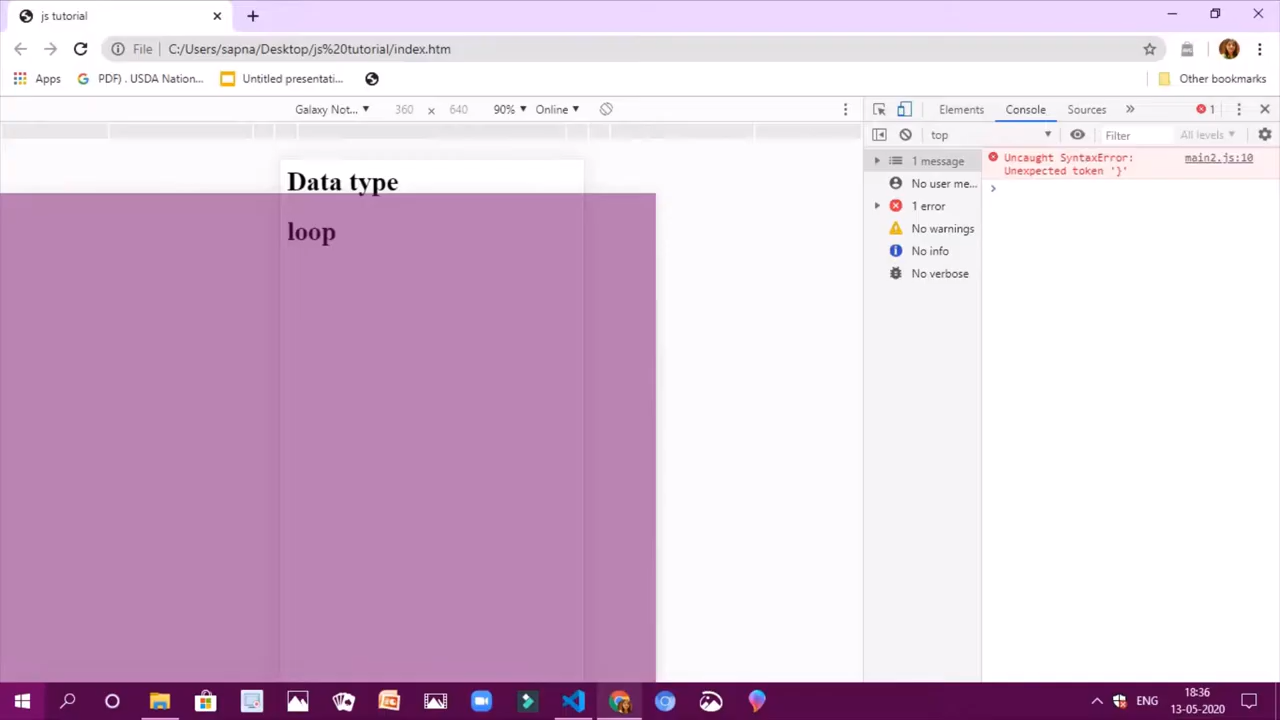 js tutorial
File C:/Users/sapna/Desktop/js%20tutorial/index.htm
Apps PDF) . USDA Nation... Untitled presentati... Other bookmarks
Galaxy Not... 360 × 640 90% Online
Elements Console Sources » 1
top Filter All levels
1 message
No user me...
1 error
No warnings
No info
No verbose
Uncaught SyntaxError: main2.js:10
Unexpected token '}'
Data type
loop
ENG
18:36
13-05-2020